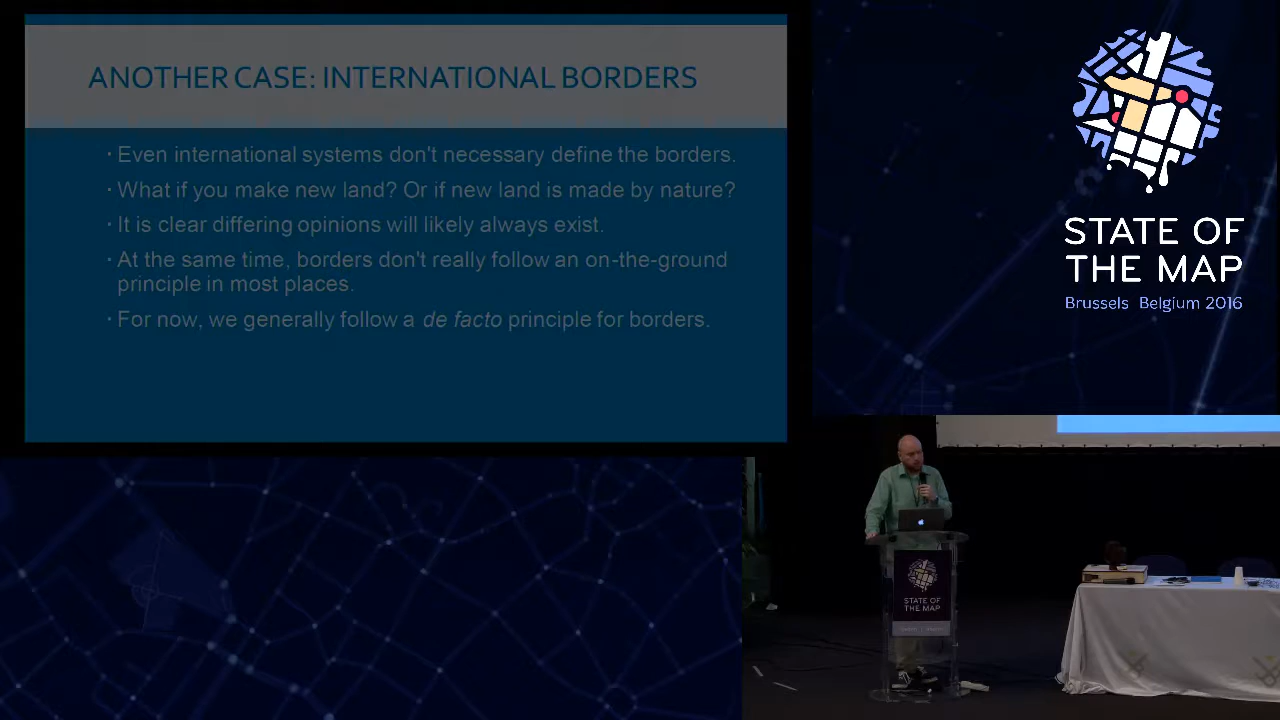 ANOTHER CASE: INTERNATIONAL BORDERS
· Even international systems don't necessary define the borders.
· What if you make new land? Or if new land is made by nature?
· It is clear differing opinions will likely always exist.
· At the same time, borders don't really follow an on-the-ground
principle in most places.
· For now, we generally follow a de facto principle for borders.
STATE OF
THE MAP
Brussels Belgium 2016
STATE OF
THE MAP